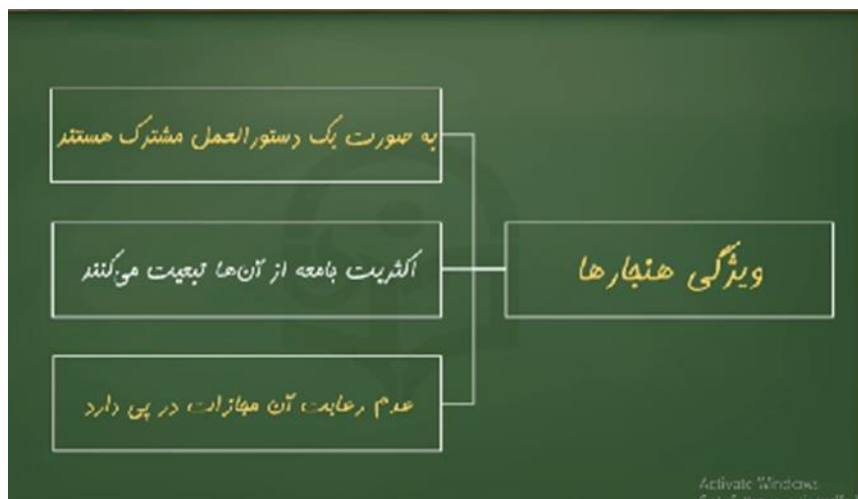 ویژگی هنجارها
به صورت یک دستورالعمل مشترک هستند
اکثریت جامعه از آن‌ها تبعیت می‌کنند
عدم رعایت آن مجازات در پی دارد
Activate Windows